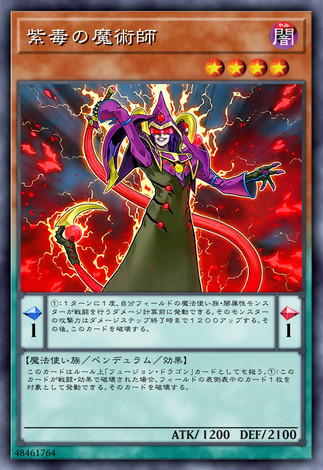 紫毒の魔術師
闇
やみ
①：１ターンに１度、自分フィールドの魔法使い族・闇属性モンス
ターが戦闘を行うダメージ計算前に発動できる。そのモンスター
の攻撃力はダメージステップ終了時まで１２００アップする。そ
の後、このカードを破壊する。
1
1
【魔法使い族／ペンデュラム／効果】
このカードはルール上「フュージョン・ドラゴン」カードとしても扱う。①：こ
のカードが戦闘・効果で破壊された場合、フィールドの表側表示のカード１枚を
対象として発動できる。そのカードを破壊する。
ATK/ 1200 DEF/2100
48461764